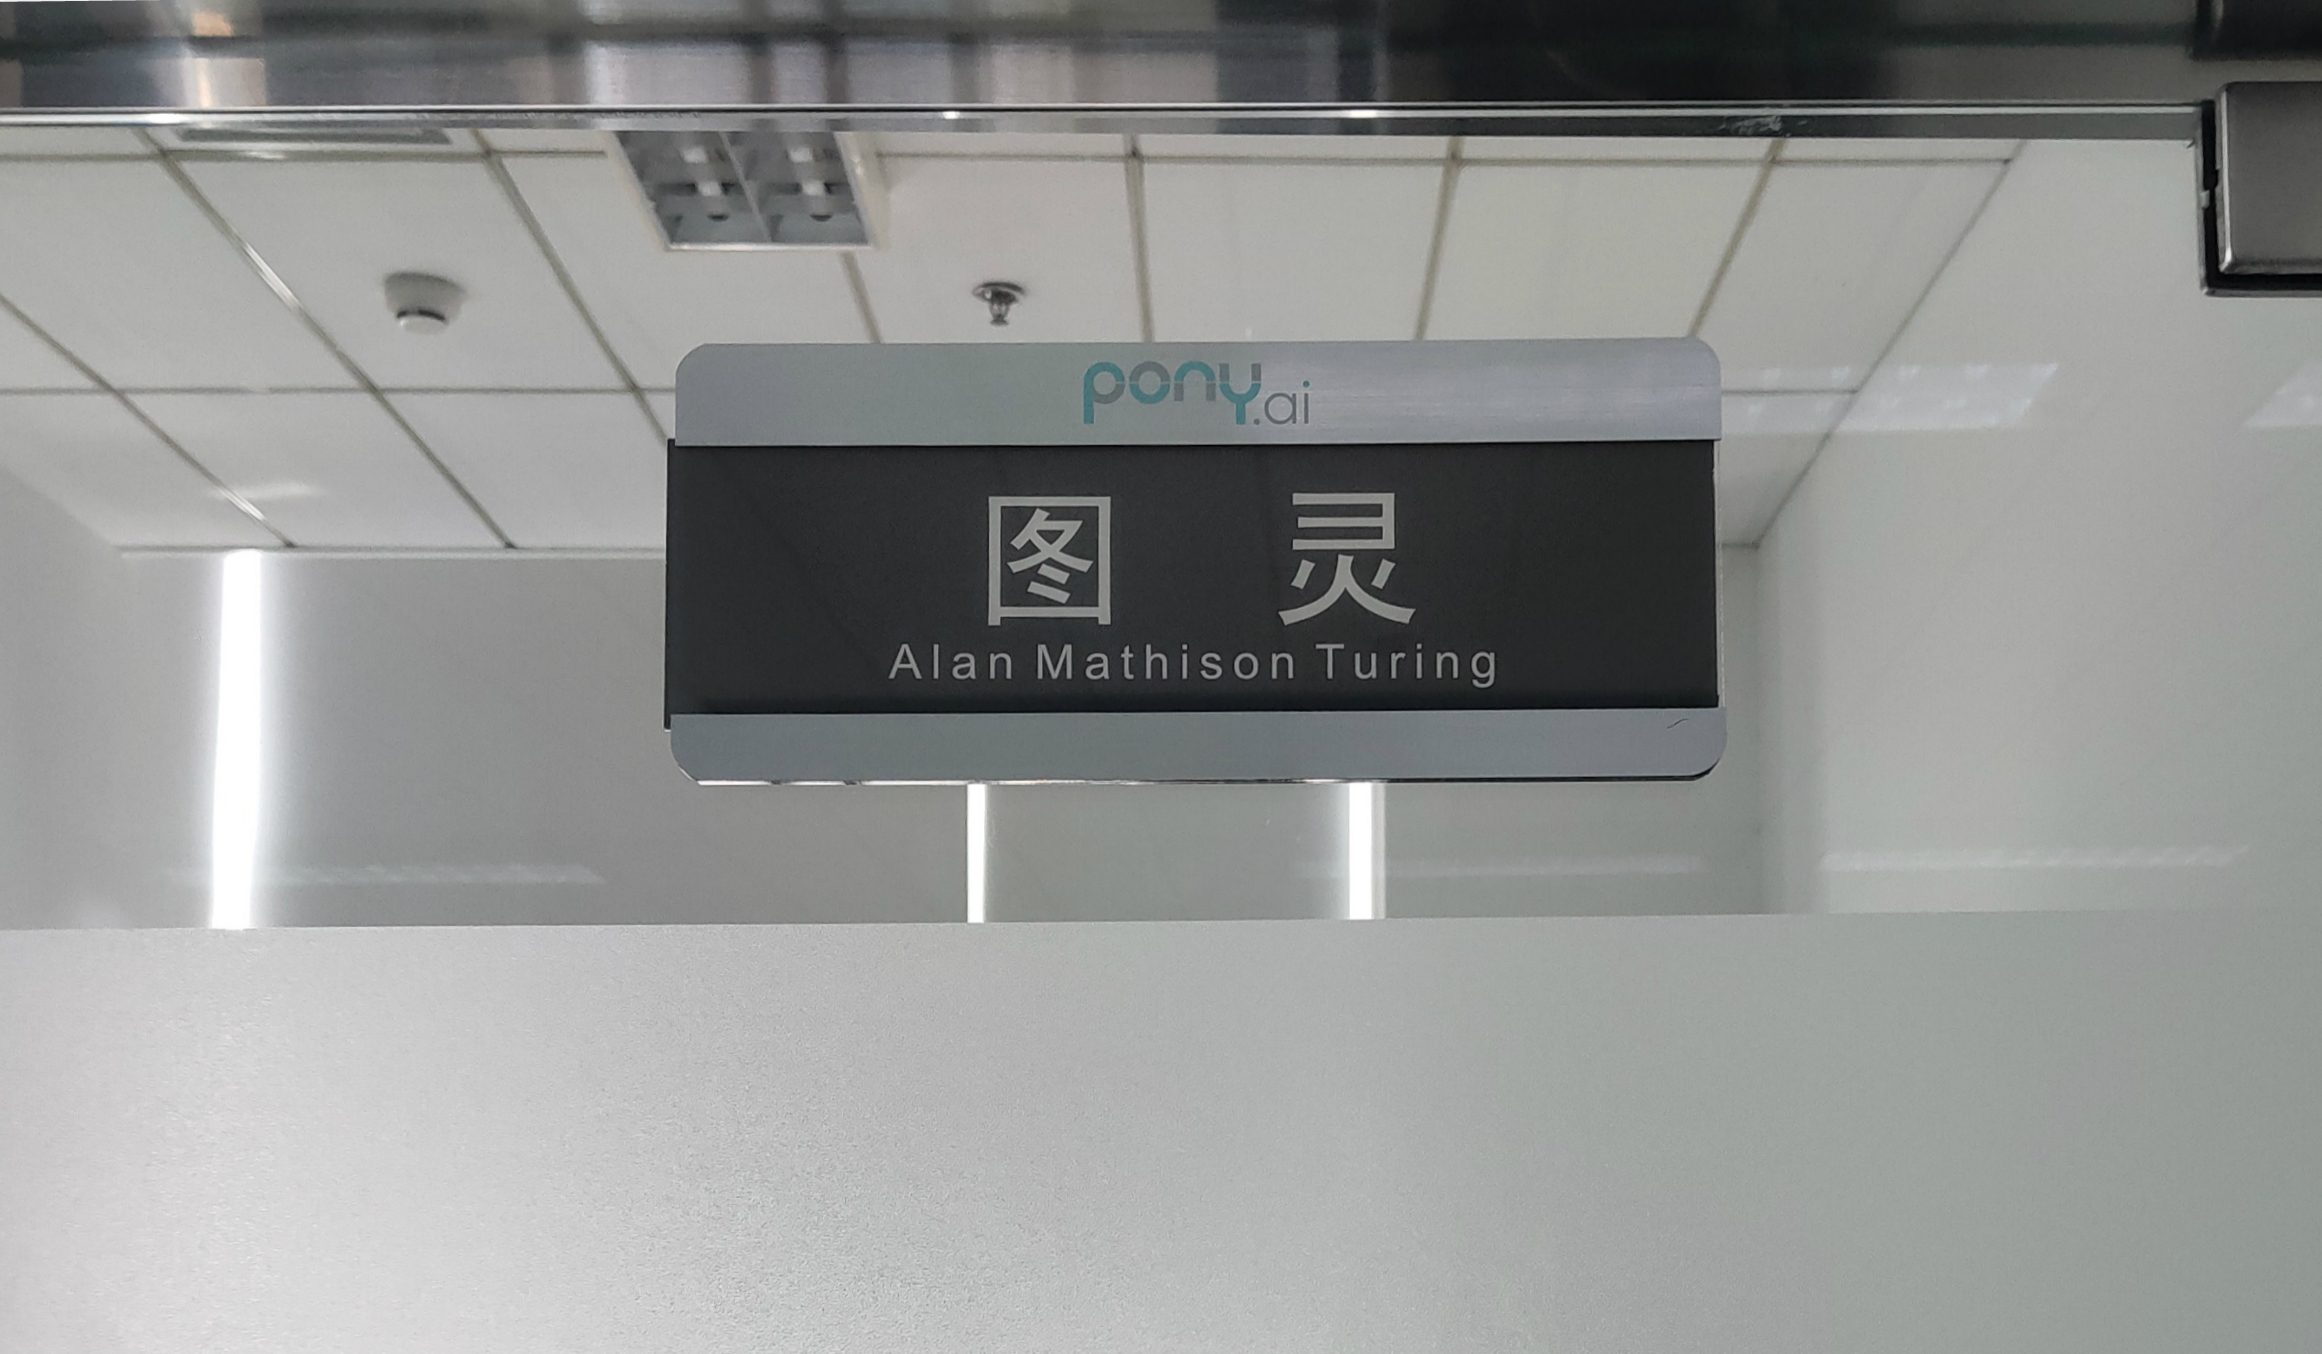 pony.ai
图 灵
Alan Mathison Turing